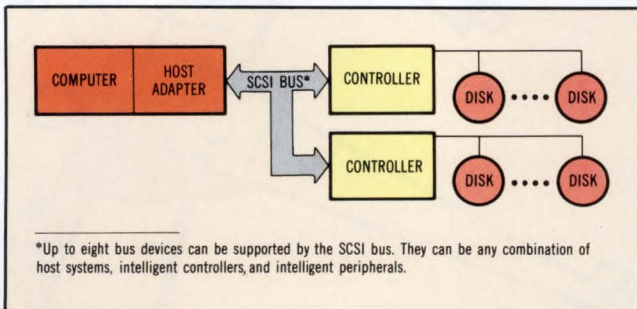 COMPUTER
HOST
ADAPTER
SCSI BUS*
CONTROLLER
DISK
DISK
CONTROLLER
DISK
DISK
*Up to eight bus devices can be supported by the SCSI bus. They can be any combination of
host systems, intelligent controllers, and intelligent peripherals.